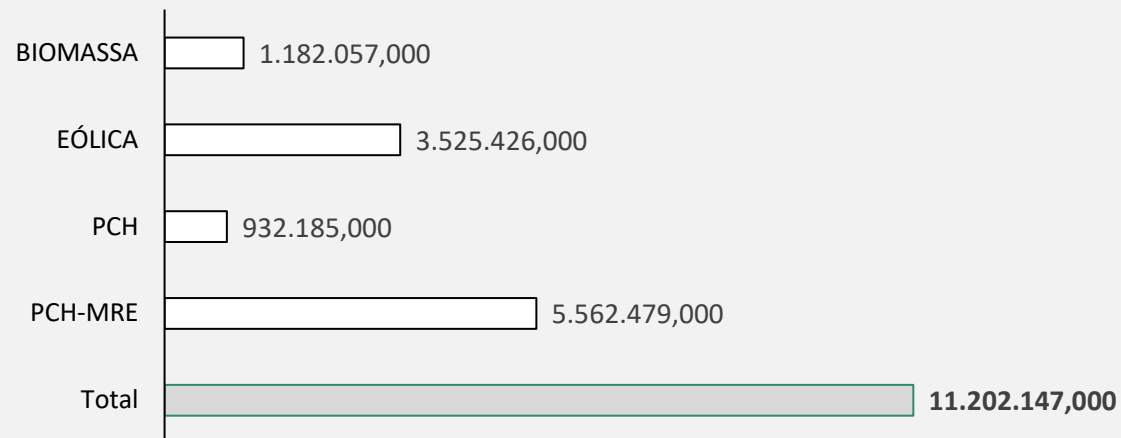 BIOMASSA 1.182.057,000
EÓLICA 3.525.426,000
PCH 932.185,000
PCH-MRE 5.562.479,000
Total 11.202.147,000